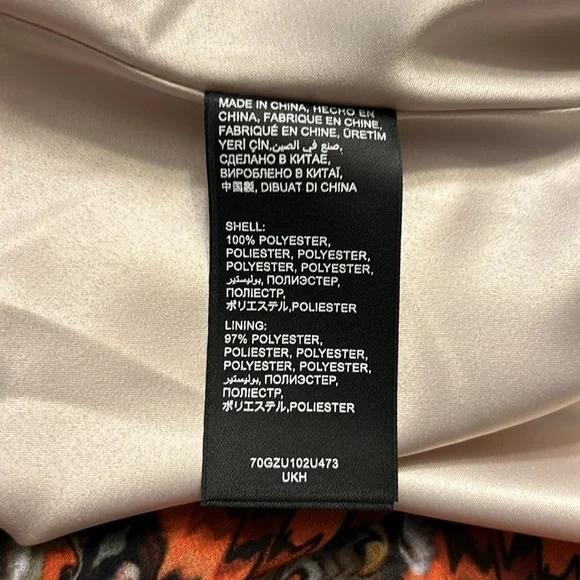 MADE IN CHINA, HECHO EN
CHINA, FABRIQUE EN CHINE,
FABRIQUÉ EN CHINE, ÜRETİM
YERİ ÇİN, صنع في الصين,
СДЕЛАНО В КИТАЕ,
ВИРОБЛЕНО В КИТАЇ,
中国製, DIBUAT DI CHINA
SHELL:
100% POLYESTER,
POLIESTER, POLYESTER,
POLYESTER, POLYESTER,
بوليستير, ПОЛИЭСТЕР,
ПОЛІЕСТР,
ポリエステル,POLIESTER
LINING:
97% POLYESTER,
POLIESTER, POLYESTER,
POLYESTER, POLYESTER,
بوليستير, ПОЛИЭСТЕР,
ПОЛІЕСТР,
ポリエステル,POLIESTER
70GZU102U473
UKH